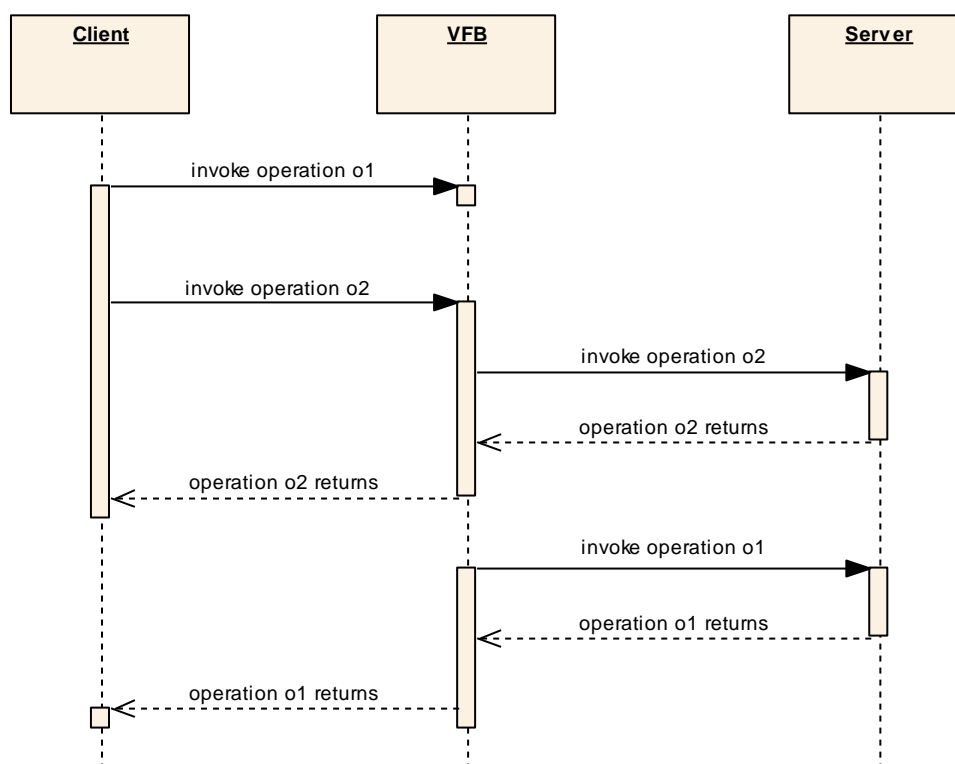 Client
VFB
Server
invoke operation o1
invoke operation o2
invoke operation o2
operation o2 returns
operation o2 returns
invoke operation o1
operation o1 returns
operation o1 returns